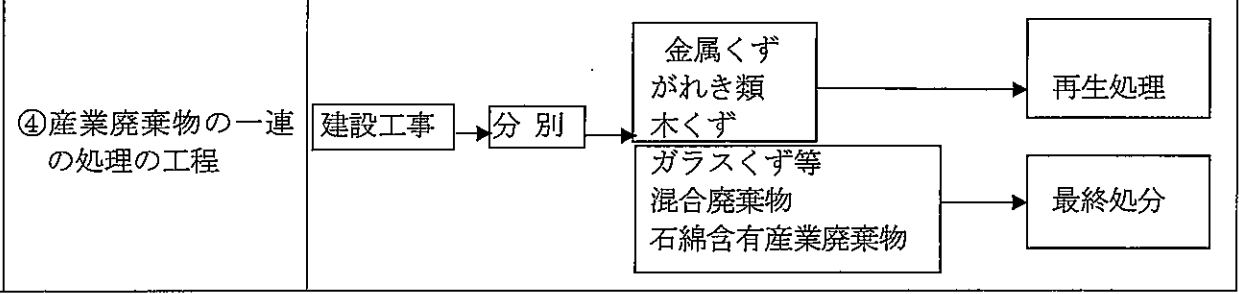 ④産業廃棄物の一連
の処理の工程
建設工事
分 別
金属くず
がれき類
木くず
ガラスくず等
混合廃棄物
石綿含有産業廃棄物
再生処理
最終処分